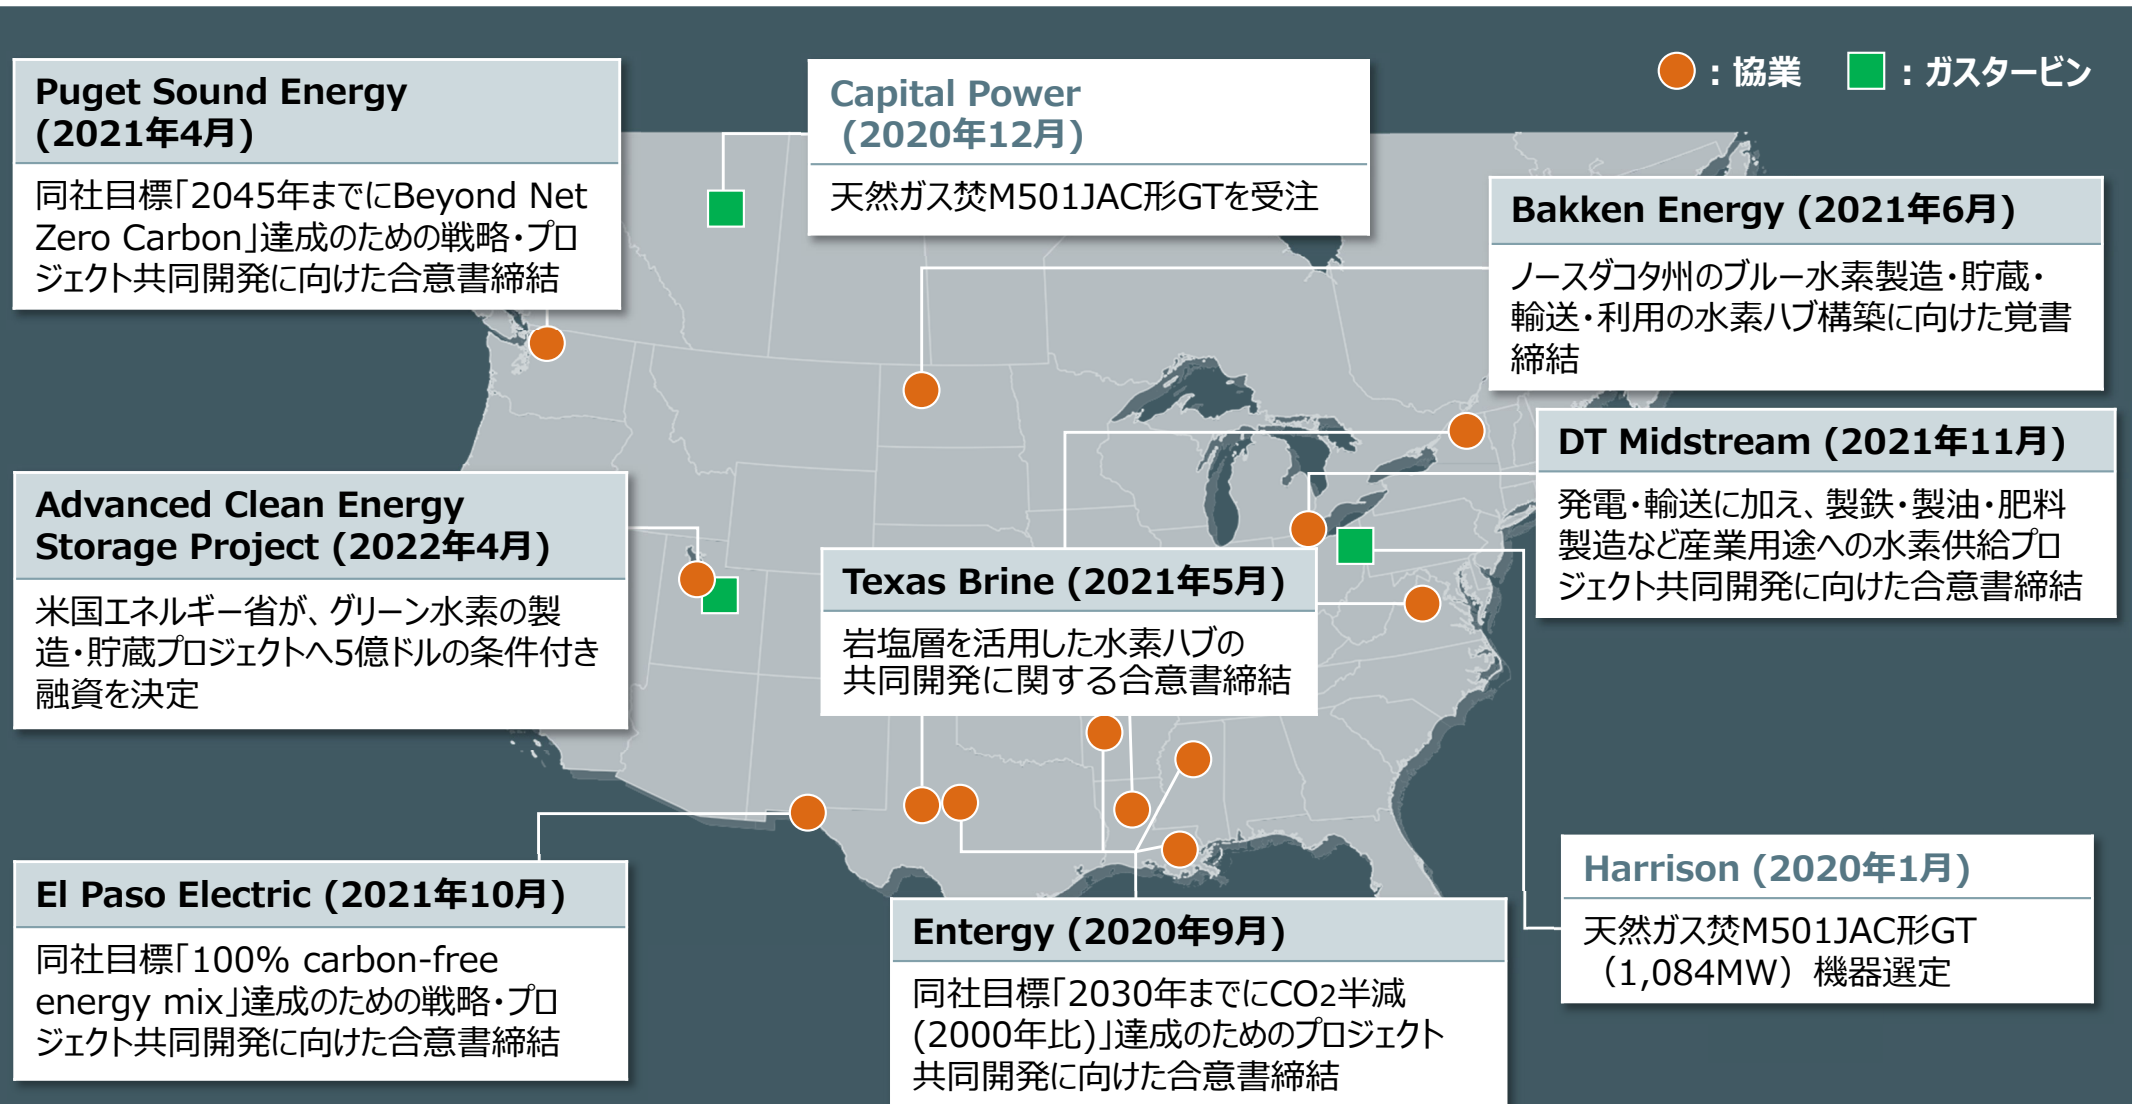 ：協業
：ガスタービン
Puget Sound Energy
(2021年4月)
同社目標「2045年までにBeyond Net
Zero Carbon」達成のための戦略・プロ
ジェクト共同開発に向けた合意書締結
Capital Power
(2020年12月)
天然ガス焚M501JAC形GTを受注
Bakken Energy (2021年6月)
ノースダコタ州のブルー水素製造・貯蔵・
輸送・利用の水素ハブ構築に向けた覚書
締結
DT Midstream (2021年11月)
発電・輸送に加え、製鉄・製油・肥料
製造など産業用途への水素供給プロ
ジェクト共同開発に向けた合意書締結
Advanced Clean Energy
Storage Project (2022年4月)
米国エネルギー省が、グリーン水素の製
造・貯蔵プロジェクトへ5億ドルの条件付き
融資を決定
Texas Brine (2021年5月)
岩塩層を活用した水素ハブの
共同開発に関する合意書締結
El Paso Electric (2021年10月)
同社目標「100% carbon-free
energy mix」達成のための戦略・プロ
ジェクト共同開発に向けた合意書締結
Entergy (2020年9月)
同社目標「2030年までにCO2半減
(2000年比)」達成のためのプロジェクト
共同開発に向けた合意書締結
Harrison (2020年1月)
天然ガス焚M501JAC形GT
（1,084MW）機器選定